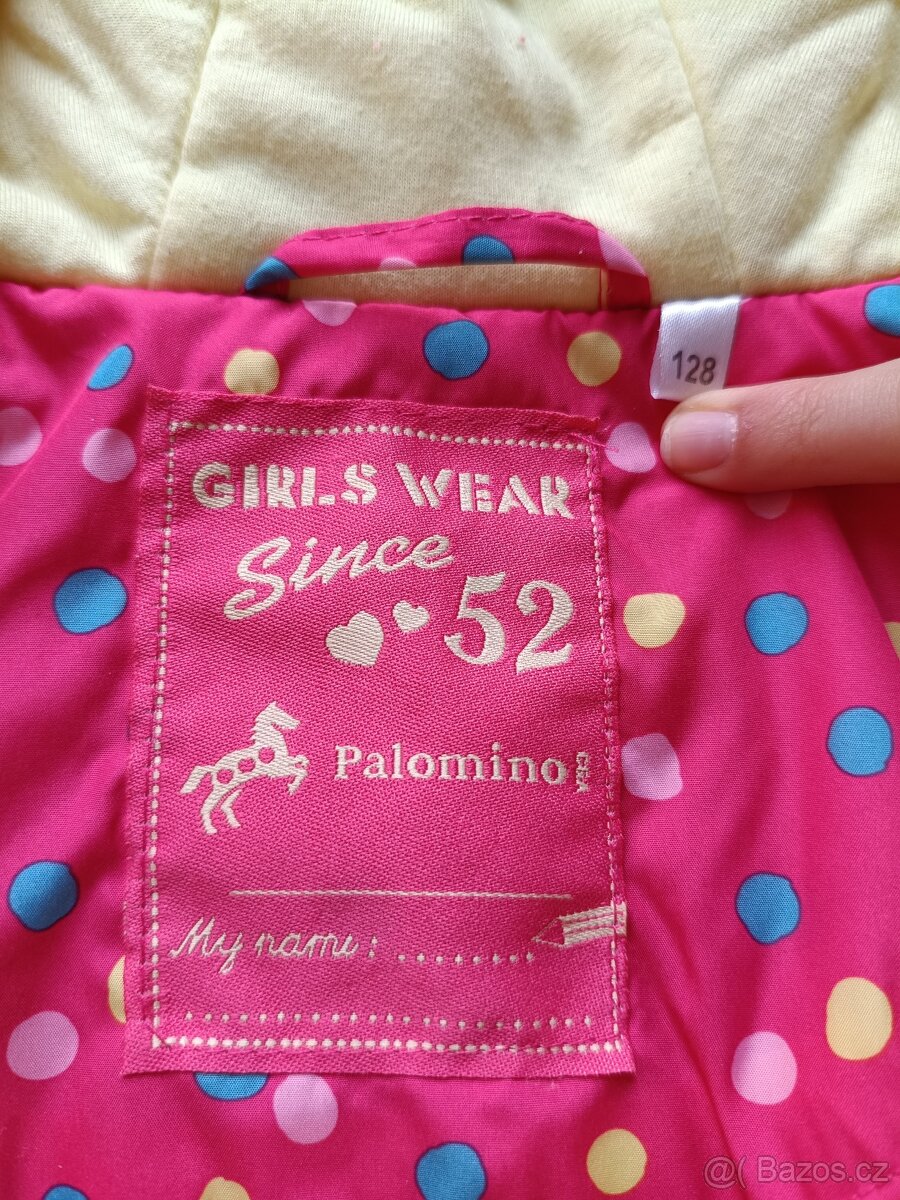 128
GIRLS WEAR
Since
52
Palomino C&A
My name : ................
@( Bazos.cz